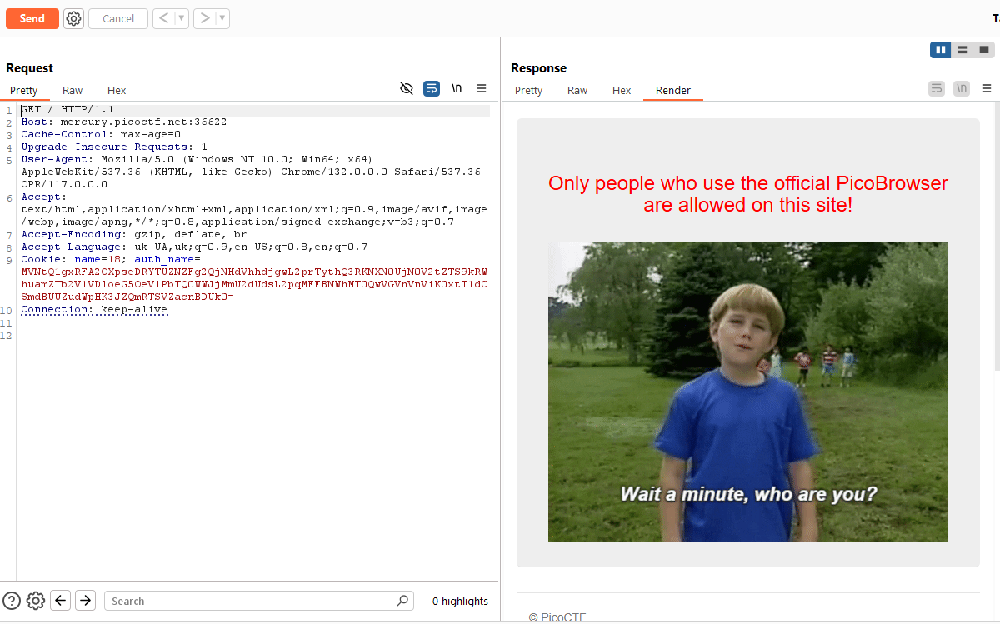 Send Cancel < ▼ > ▼
Request
Pretty Raw Hex \n
1 GET / HTTP/1.1
2 Host: mercury.picoctf.net:36622
3 Cache-Control: max-age=0
4 Upgrade-Insecure-Requests: 1
5 User-Agent: Mozilla/5.0 (Windows NT 10.0; Win64; x64)
AppleWebKit/537.36 (KHTML, like Gecko) Chrome/132.0.0.0 Safari/537.36
OPR/117.0.0.0
6 Accept:
text/html,application/xhtml+xml,application/xml;q=0.9,image/avif,image
/webp,image/apng,*/*;q=0.8,application/signed-exchange;v=b3;q=0.7
7 Accept-Encoding: gzip, deflate, br
8 Accept-Language: uk-UA,uk;q=0.9,en-US;q=0.8,en;q=0.7
9 Cookie: name=18; auth_name=
10 Connection: keep-alive
11
12
Search 0 highlights
Response
Pretty Raw Hex Render \n
Only people who use the official PicoBrowser
are allowed on this site!
Wait a minute, who are you?
© PicoCTF